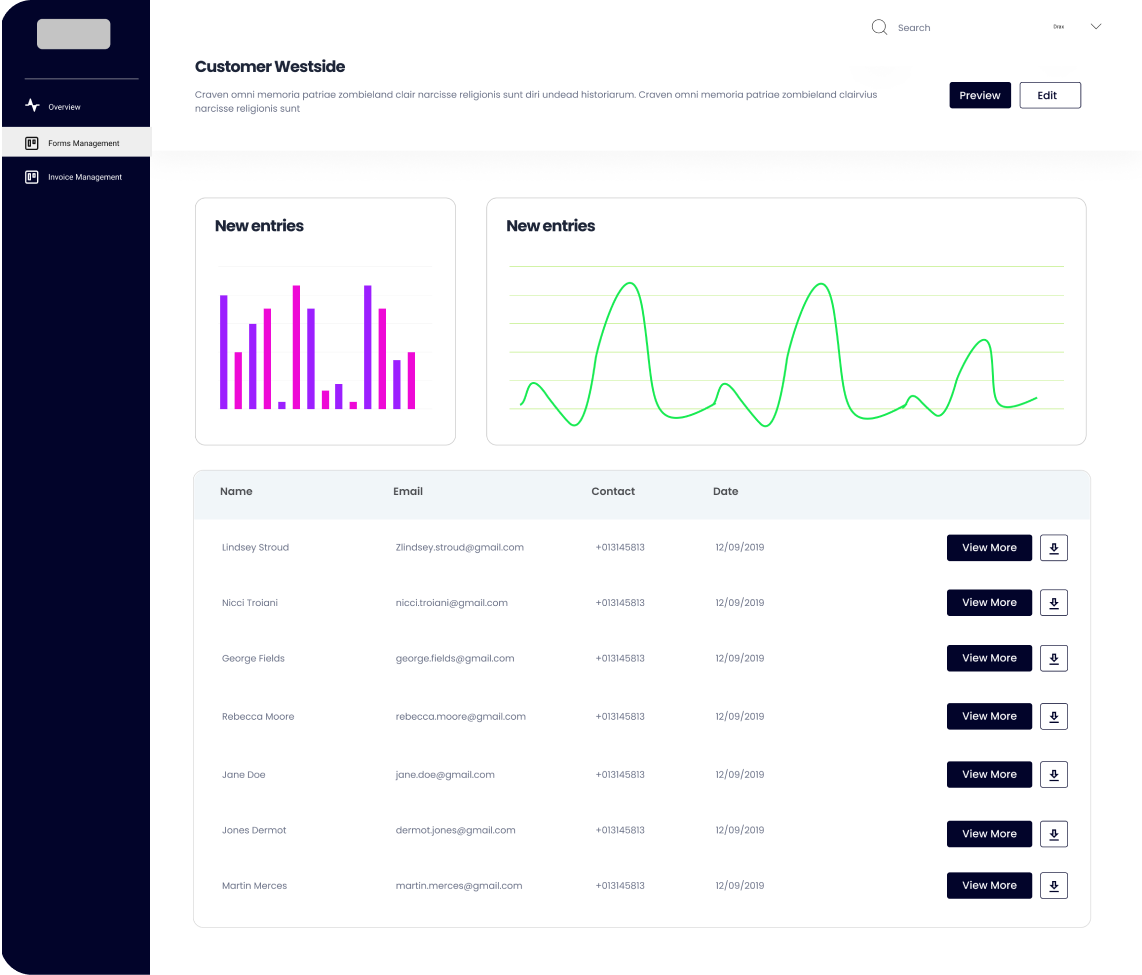 Search
Drax
Customer Westside
Craven omni memoria patriae zombieland clair narcisse religionis sunt diri undead historiarum. Craven omni memoria patriae zombieland clairvius
narcisse religionis sunt
Preview
Edit
Overview
Forms Management
Invoice Management
New entries
New entries
Name Email Contact Date
Lindsey Stroud Zlindsey.stroud@gmail.com +013145813 12/09/2019 View More
Nicci Troiani nicci.troiani@gmail.com +013145813 12/09/2019 View More
George Fields george.fields@gmail.com +013145813 12/09/2019 View More
Rebecca Moore rebecca.moore@gmail.com +013145813 12/09/2019 View More
Jane Doe jane.doe@gmail.com +013145813 12/09/2019 View More
Jones Dermot dermot.jones@gmail.com +013145813 12/09/2019 View More
Martin Merces martin.merces@gmail.com +013145813 12/09/2019 View More